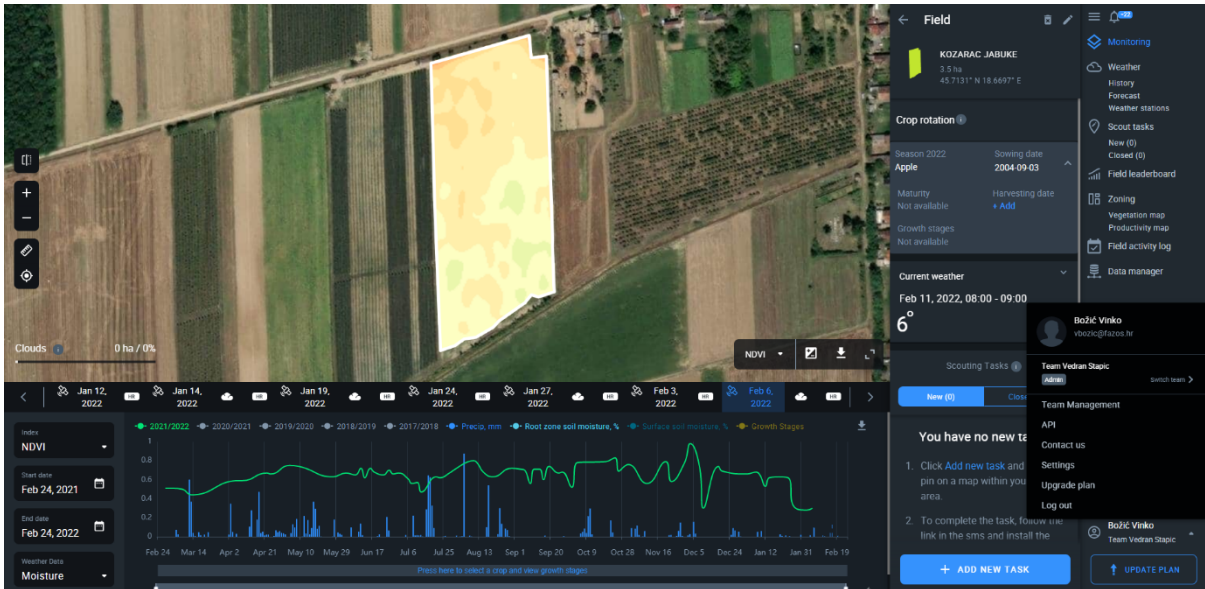 Clouds
0 ha / 0%
NDVI
Jan 12, 2022
HR
Jan 14, 2022
HR
Jan 19, 2022
HR
Jan 24, 2022
HR
Jan 27, 2022
HR
Feb 3, 2022
HR
Feb 6, 2022
HR
Index
NDVI
Start date
Feb 24, 2021
End date
Feb 24, 2022
Weather Data
Moisture
2021/2022 2020/2021 2019/2020 2018/2019 2017/2018 Precip, mm Root zone soil moisture, % Surface soil moisture, % Growth Stages
1
0.8
0.6
0.4
0.2
0
Feb 24 Mar 14 Apr 2 Apr 21 May 10 May 29 Jun 17 Jul 6 Jul 25 Aug 13 Sep 1 Sep 20 Oct 9 Oct 28 Nov 16 Dec 5 Dec 24 Jan 12 Jan 31 Feb 19
Press here to select a crop and view growth stages
Field
KOZARAC JABUKE
3.5 ha
45.7131° N 18.6697° E
Crop rotation
Season 2022
Apple
Sowing date
2004-09-03
Maturity
Not available
Harvesting date
+ Add
Growth stages
Not available
Current weather
Feb 11, 2022, 08:00 - 09:00
6°
Scouting Tasks
New (0)
Close
You have no new ta
1. Click Add new task and
pin on a map within you
area.
2. To complete the task, follow the
link in the sms and install the
+ ADD NEW TASK
Monitoring
Weather
History
Forecast
Weather stations
Scout tasks
New (0)
Closed (0)
Field leaderboard
Zoning
Vegetation map
Productivity map
Field activity log
Data manager
Božić Vinko
vbozic@fazos.hr
Team Vedran Stapic
Admin
Switch team
Team Management
API
Contact us
Settings
Upgrade plan
Log out
Božić Vinko
Team Vedran Stapic
UPDATE PLAN